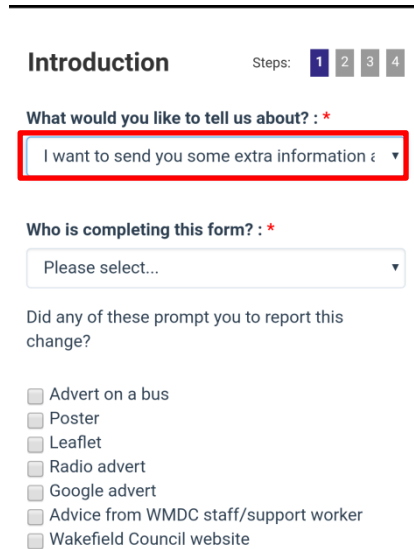 Introduction
Steps: 1 2 3 4
What would you like to tell us about? : *
I want to send you some extra information a
Who is completing this form? : *
Please select...
Did any of these prompt you to report this
change?
Advert on a bus
Poster
Leaflet
Radio advert
Google advert
Advice from WMDC staff/support worker
Wakefield Council website